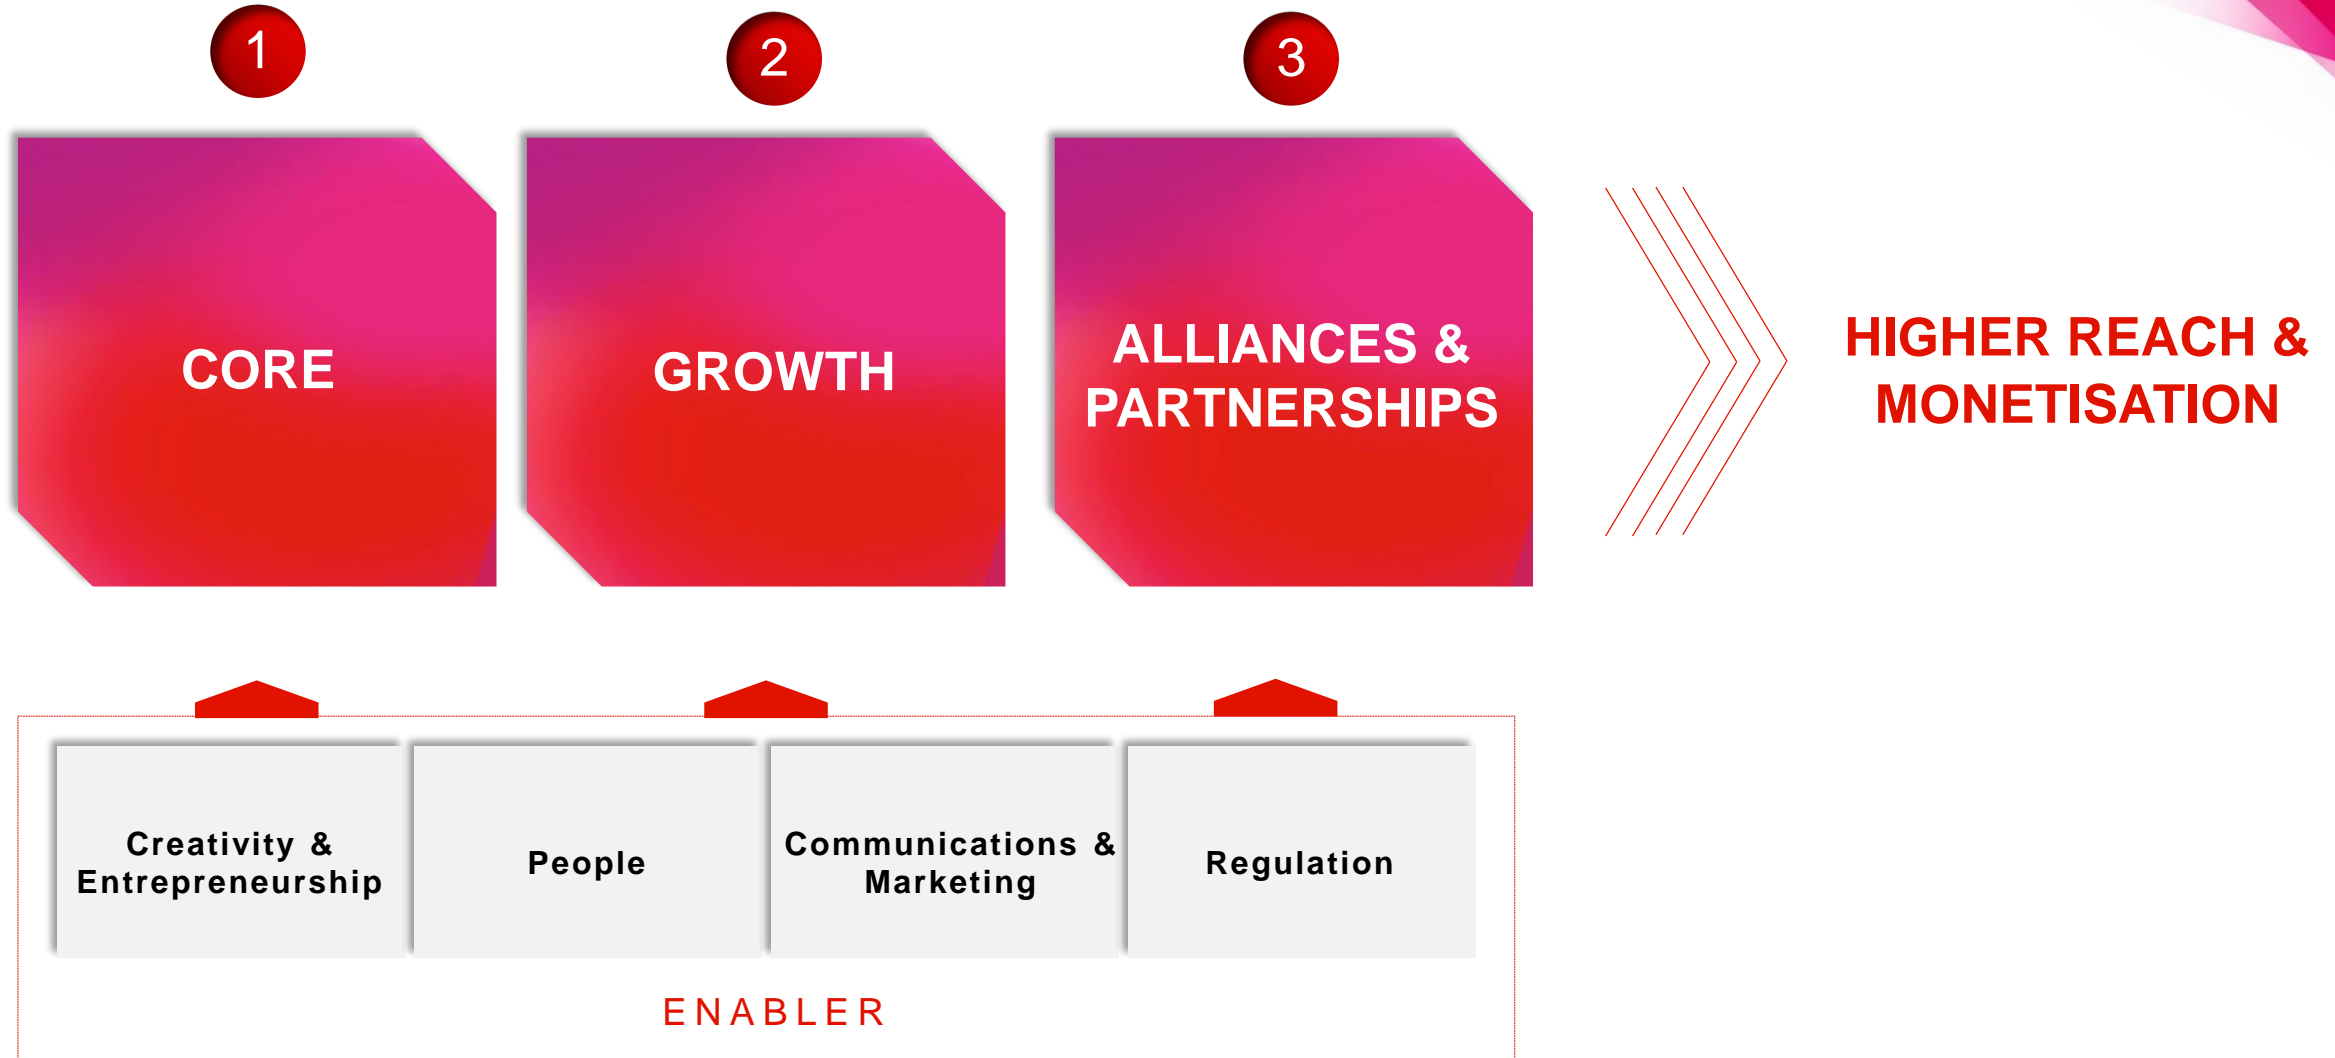 1
2
3
CORE
GROWTH
ALLIANCES &
PARTNERSHIPS
HIGHER REACH &
MONETISATION
Creativity &
Entrepreneurship
People
Communications &
Marketing
Regulation
ENABLER